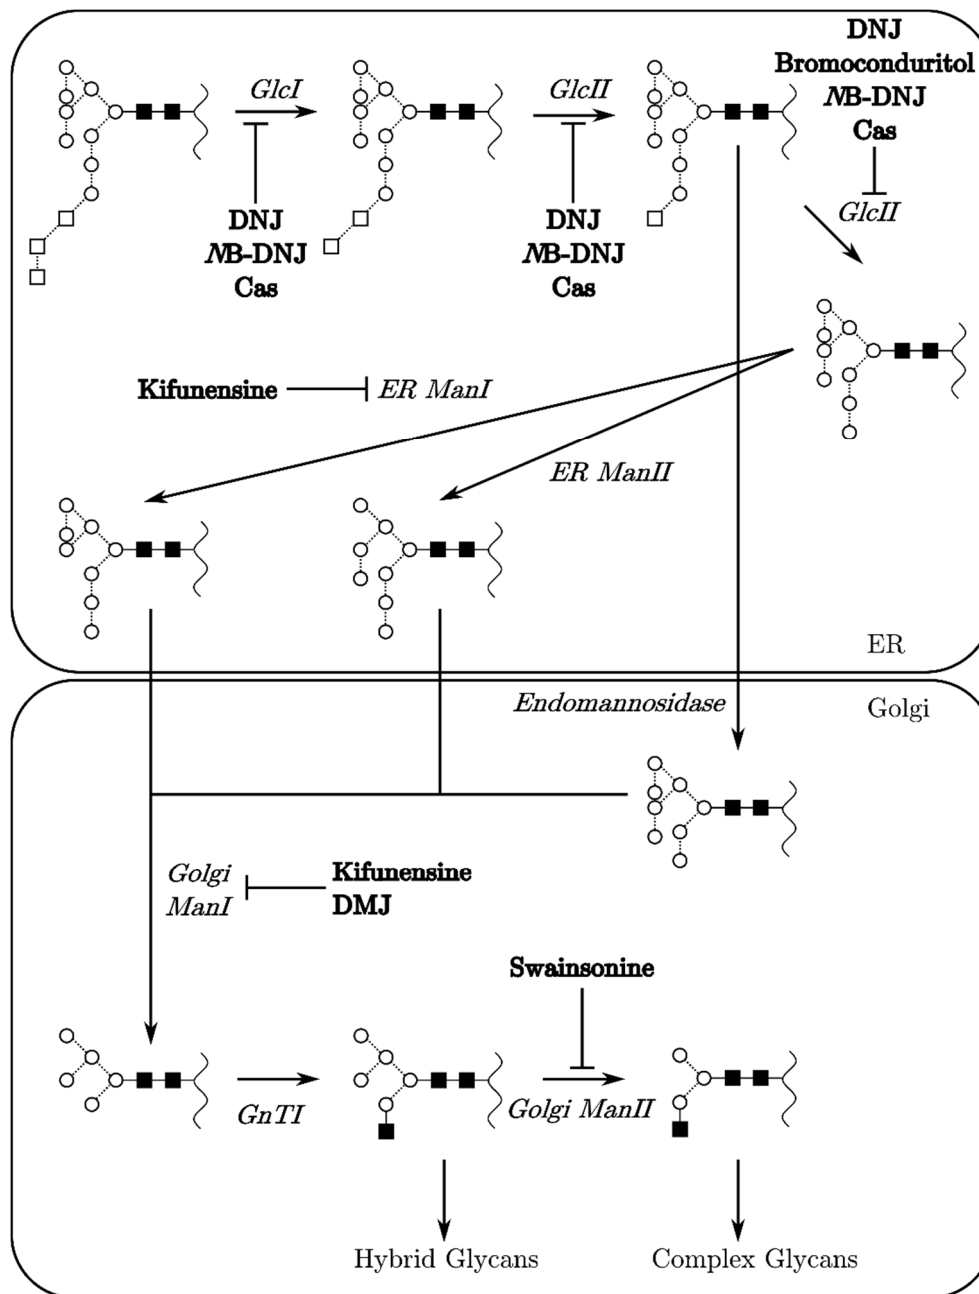 GlcI
GlcII
DNJ
Bromoconduritol
NB-DNJ
Cas
GlcII
DNJ
NB-DNJ
Cas
DNJ
NB-DNJ
Cas
Kifunensine
ER ManI
ER ManII
ER
Endomannosidase
Golgi
Golgi
ManI
Kifunensine
DMJ
Swainsonine
GnTI
Golgi ManII
Hybrid Glycans
Complex Glycans